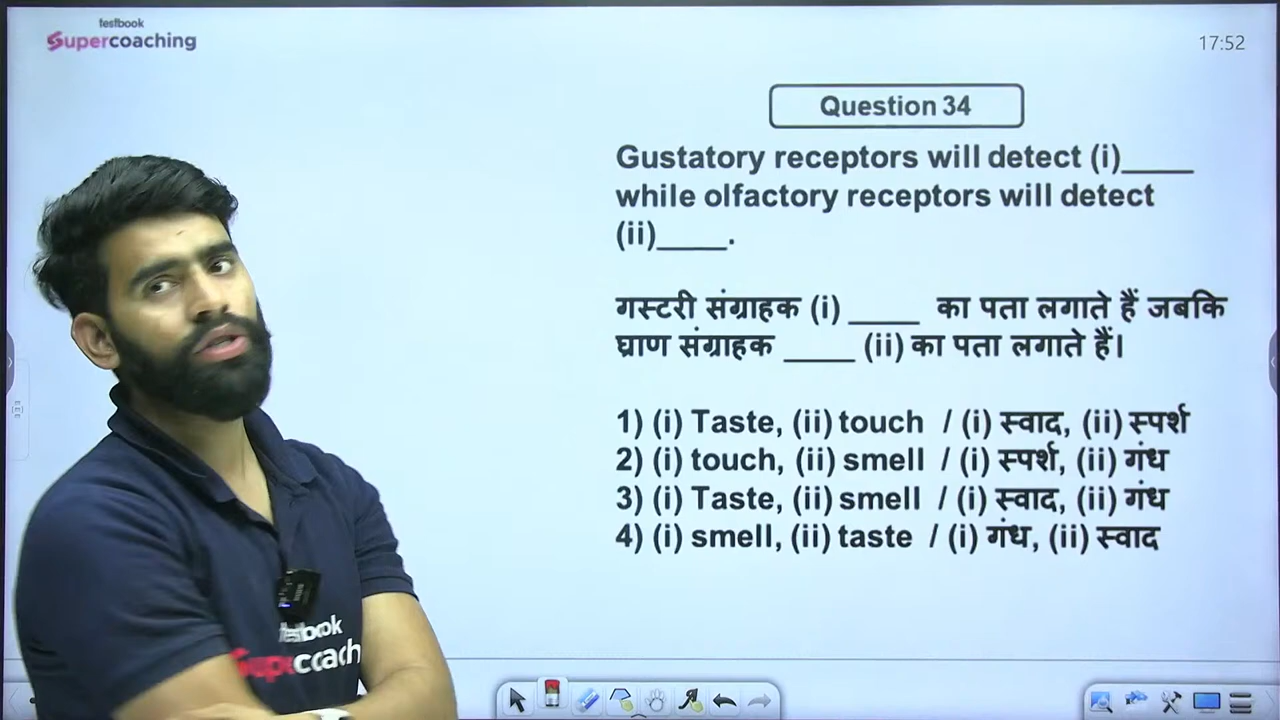 testbook
Supercoaching
17:52
Question 34
Gustatory receptors will detect (i)____
while olfactory receptors will detect
(ii)____.
गस्टरी संग्राहक (i) ____ का पता लगाते हैं जबकि
घ्राण संग्राहक ____ (ii) का पता लगाते हैं।
1) (i) Taste, (ii) touch / (i) स्वाद, (ii) स्पर्श
2) (i) touch, (ii) smell / (i) स्पर्श, (ii) गंध
3) (i) Taste, (ii) smell / (i) स्वाद, (ii) गंध
4) (i) smell, (ii) taste / (i) गंध, (ii) स्वाद
testbook
Supercoach